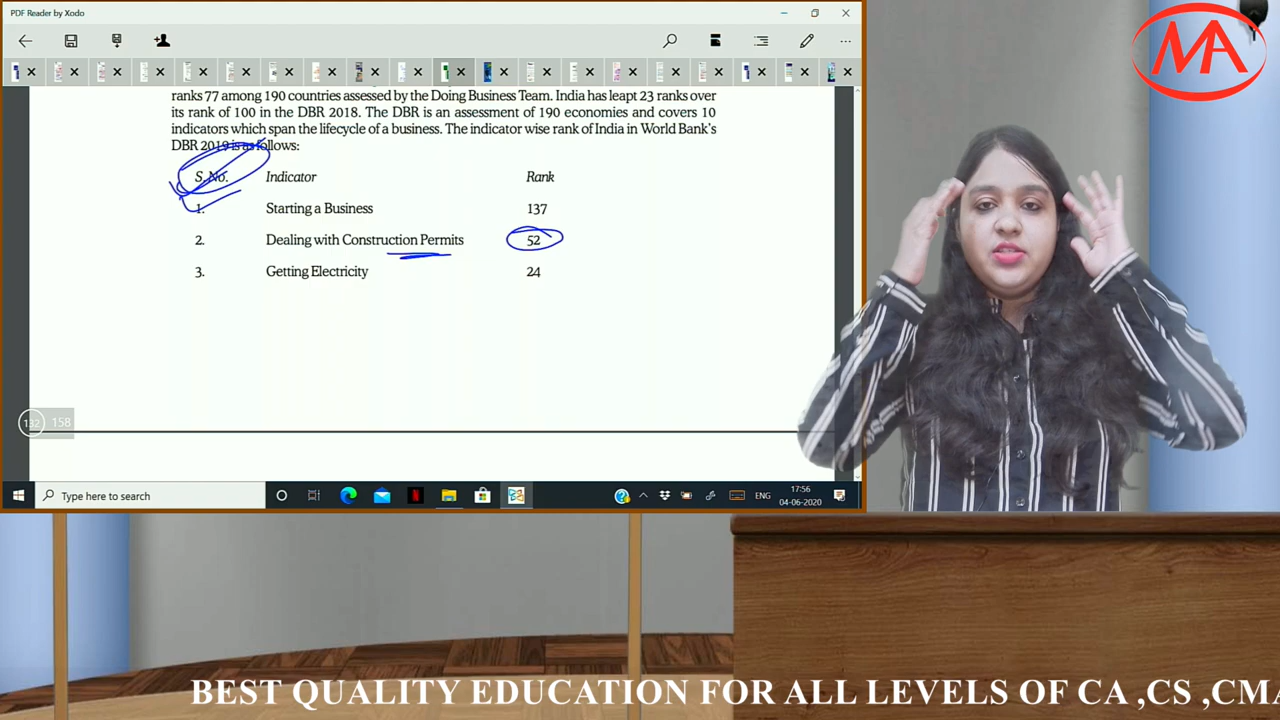 PDF Reader by Xodo
MA
ranks 77 among 190 countries assessed by the Doing Business Team. India has leapt 23 ranks over
its rank of 100 in the DBR 2018. The DBR is an assessment of 190 economies and covers 10
indicators which span the lifecycle of a business. The indicator wise rank of India in World Bank's
DBR 2019 is as follows:
S.No. Indicator Rank
1. Starting a Business 137
2. Dealing with Construction Permits 52
3. Getting Electricity 24
132 158
Type here to search
ENG
17:56
04-06-2020
BEST QUALITY EDUCATION FOR ALL LEVELS OF CA ,CS ,CMA